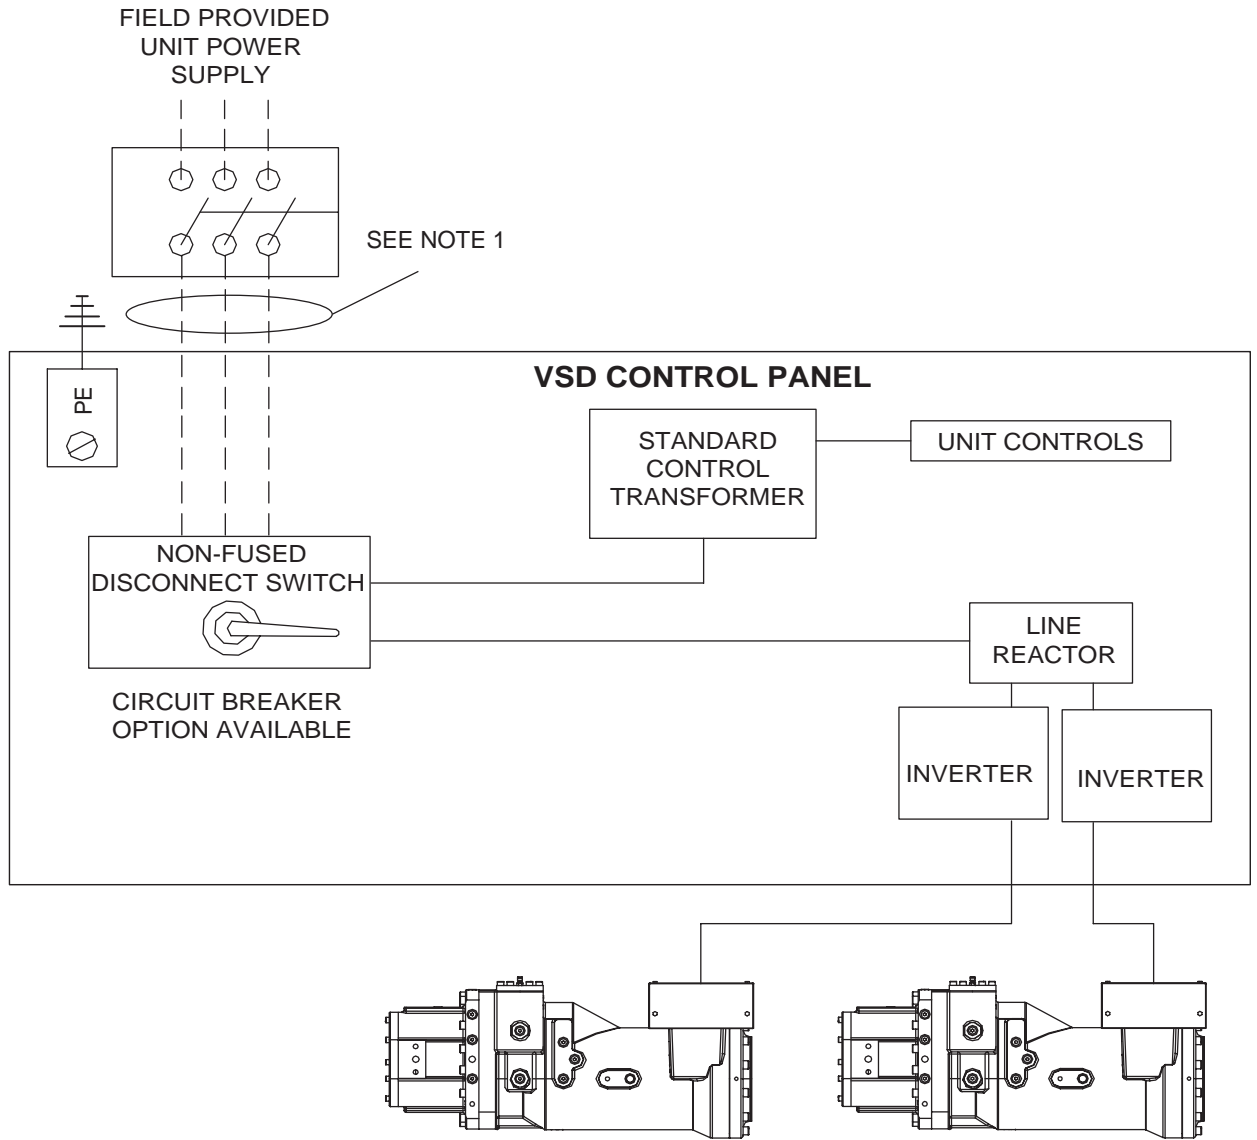 FIELD PROVIDED
UNIT POWER
SUPPLY
SEE NOTE 1
PE
VSD CONTROL PANEL
STANDARD
CONTROL
TRANSFORMER
UNIT CONTROLS
NON-FUSED
DISCONNECT SWITCH
LINE
REACTOR
CIRCUIT BREAKER
OPTION AVAILABLE
INVERTER
INVERTER